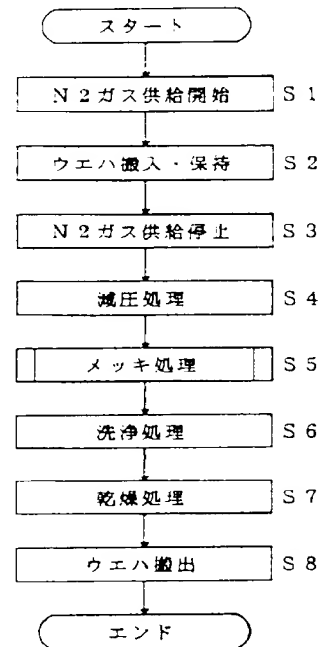 スタート
N2ガス供給開始 S1
ウエハ搬入・保持 S2
N2ガス供給停止 S3
減圧処理 S4
メッキ処理 S5
洗浄処理 S6
乾燥処理 S7
ウエハ搬出 S8
エンド